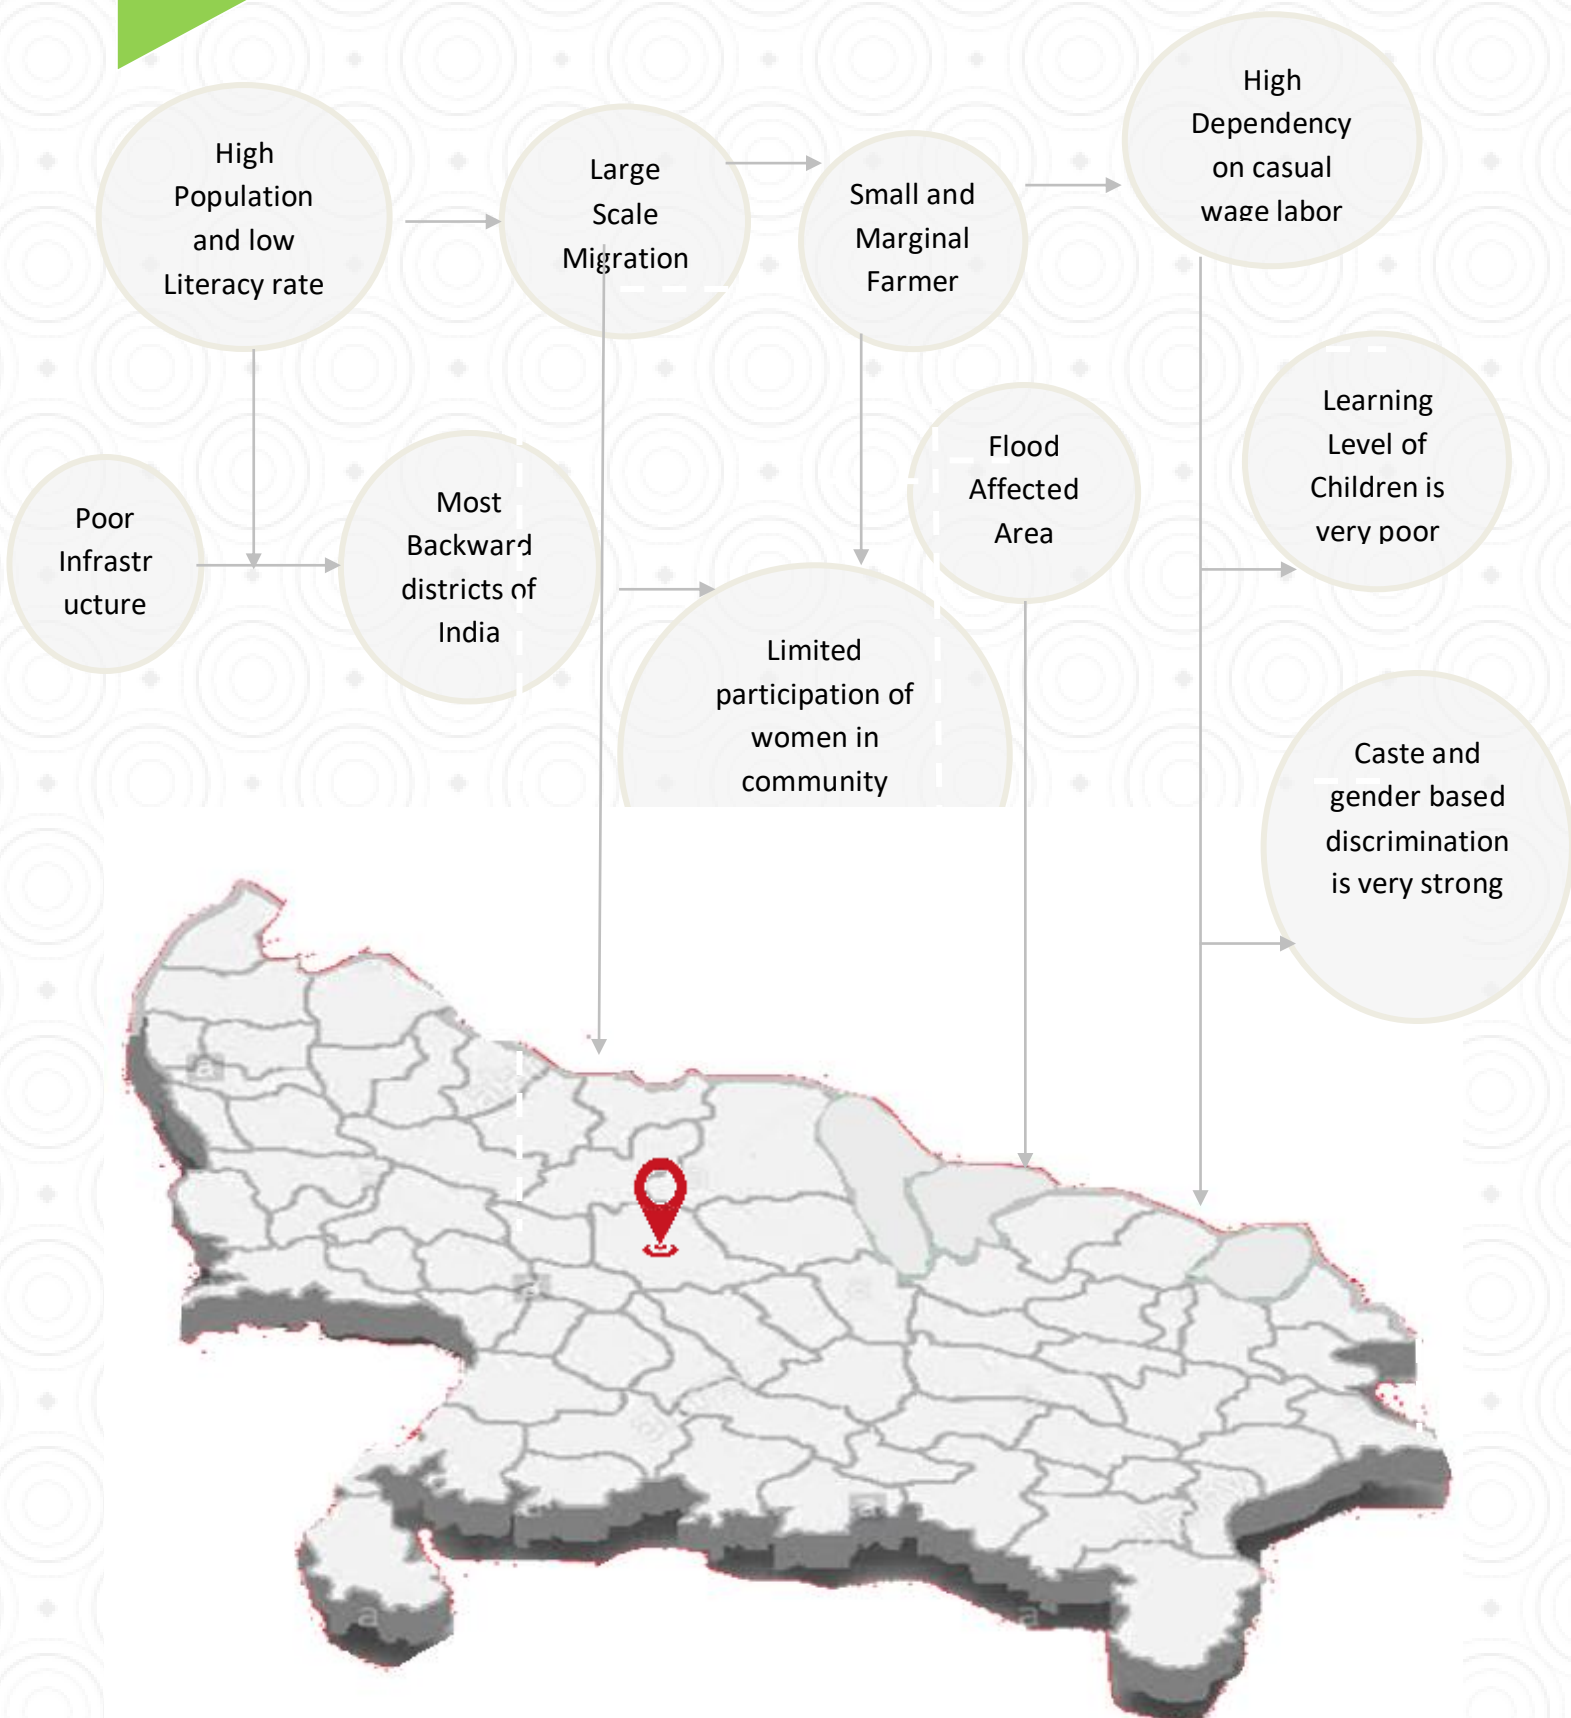 High
Population
and low
Literacy rate
Large
Scale
Migration
Small and
Marginal
Farmer
High
Dependency
on casual
wage labor
Poor
Infrastr
ucture
Most
Backward
districts of
India
Limited
participation of
women in
community
Flood
Affected
Area
Learning
Level of
Children is
very poor
Caste and
gender based
discrimination
is very strong
a
a
a
a
a
a
a